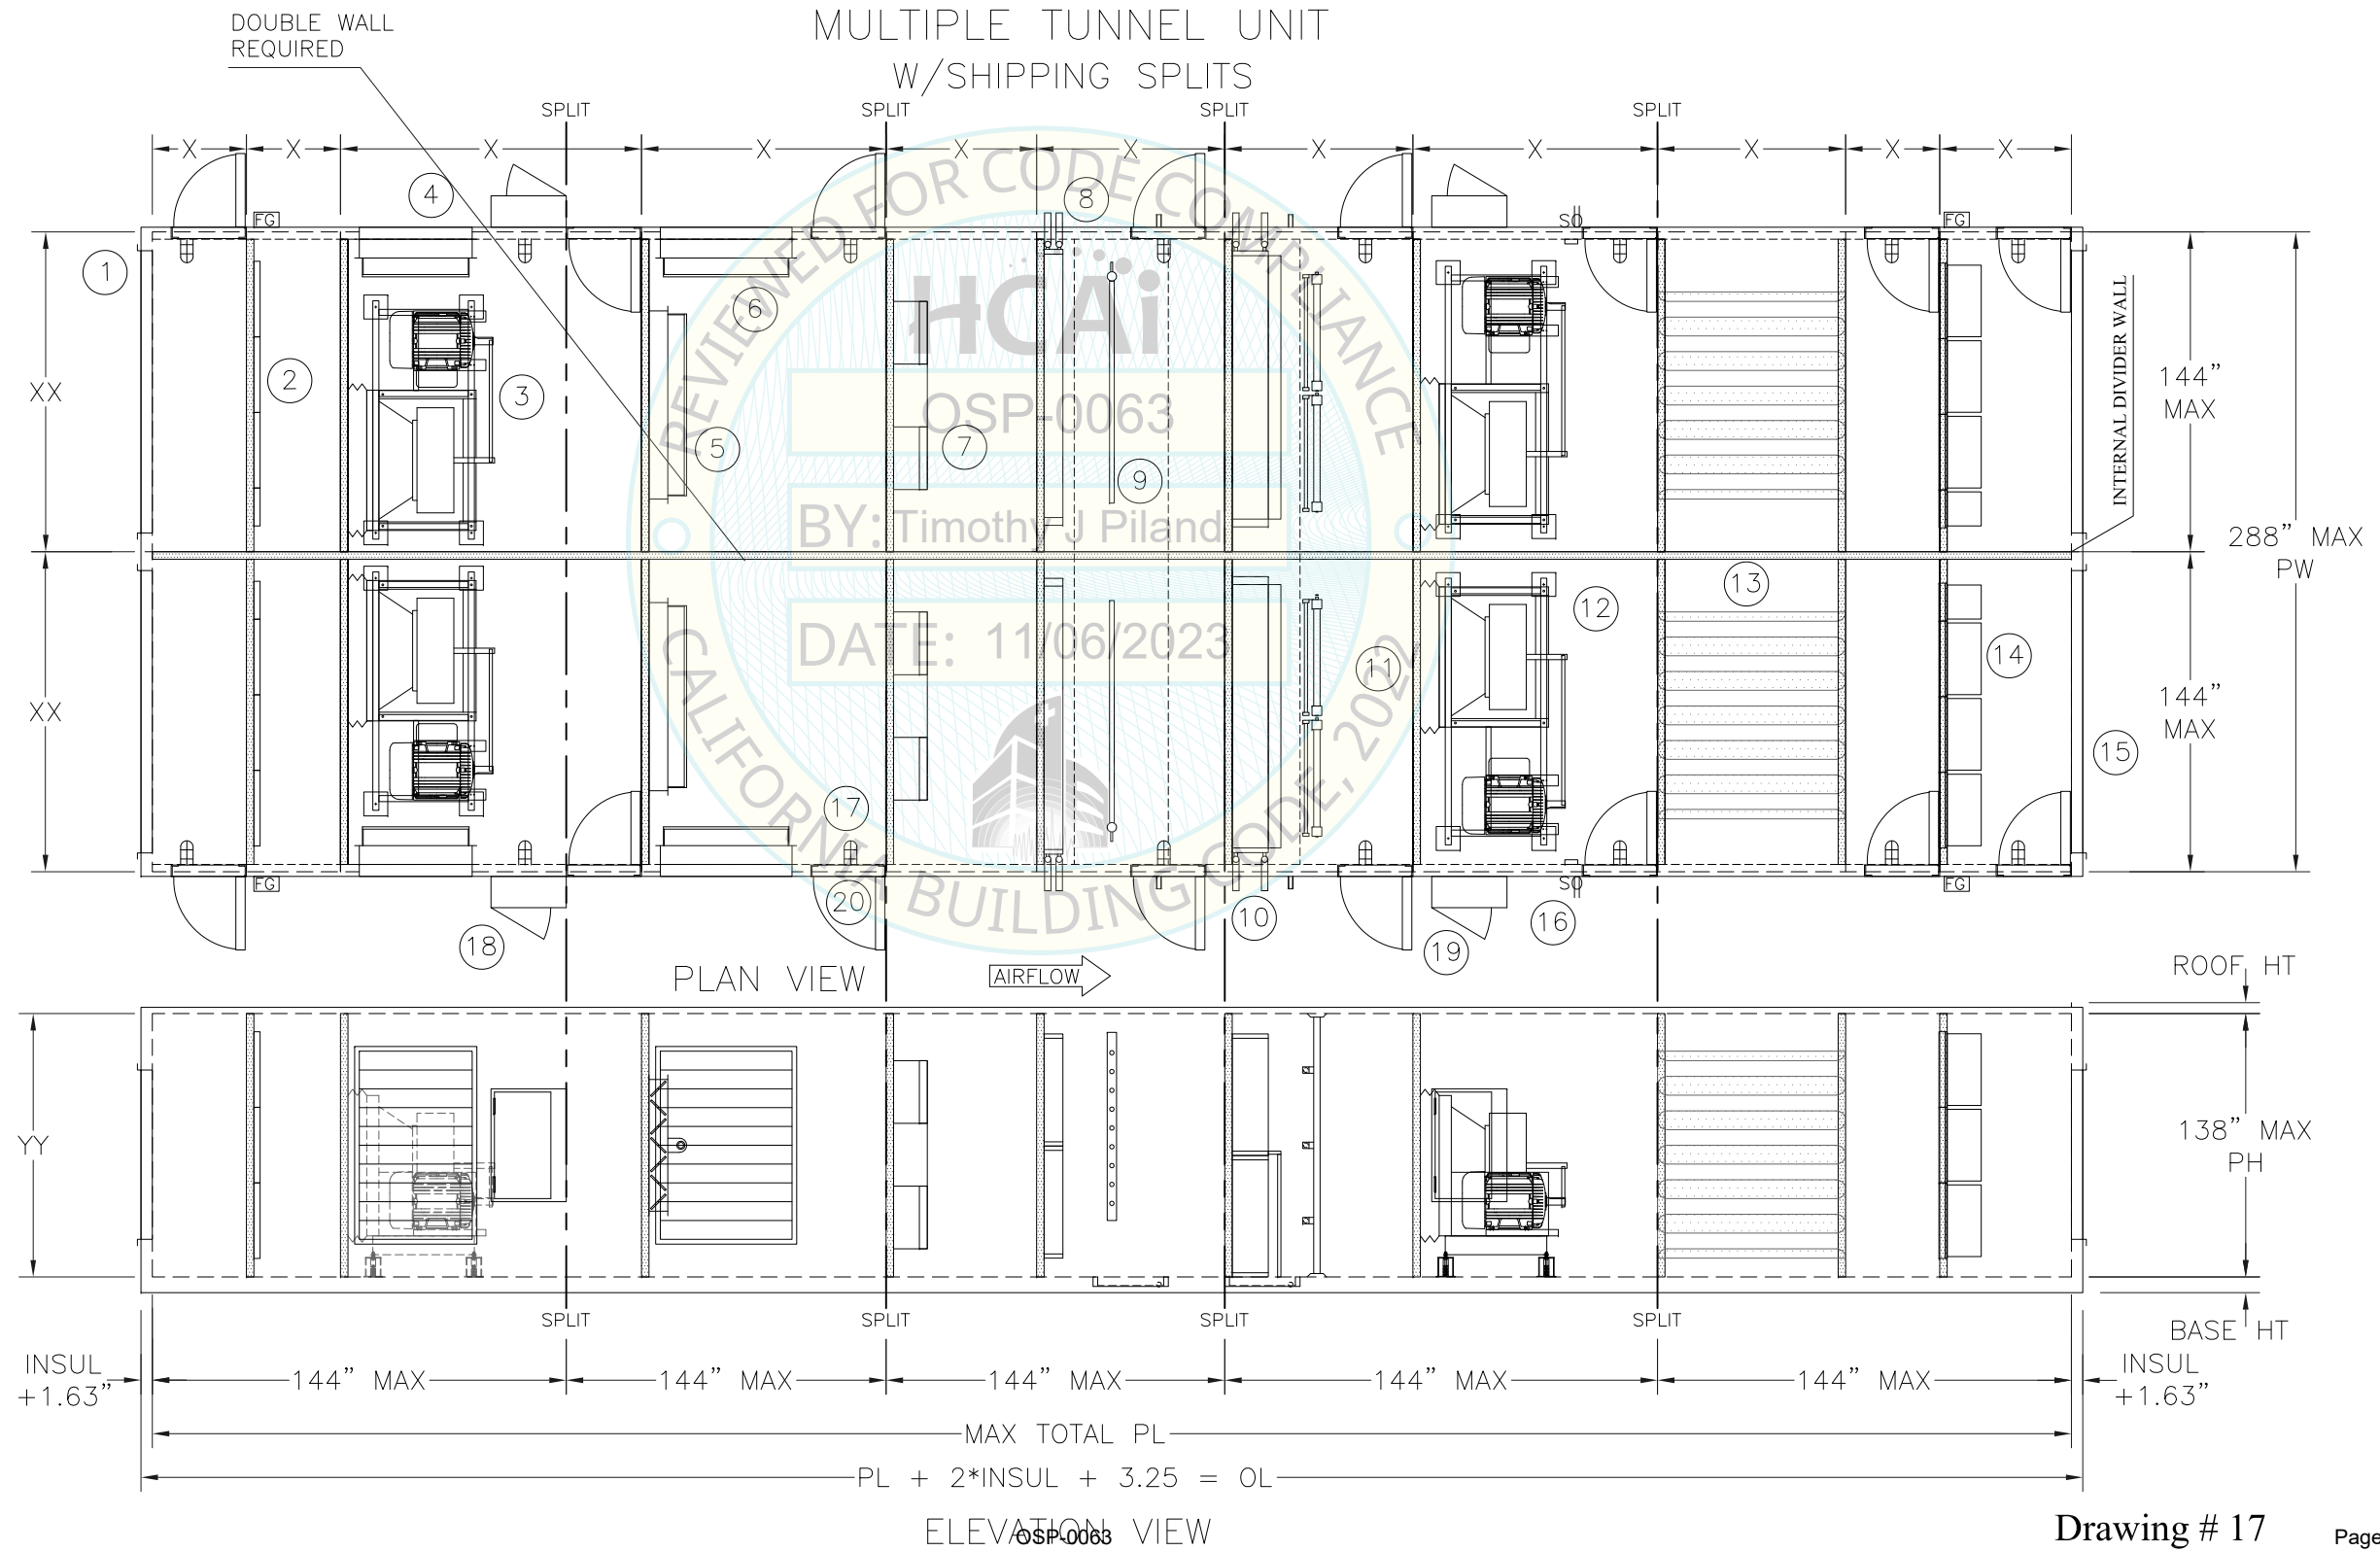 DOUBLE WALL
REQUIRED
MULTIPLE TUNNEL UNIT
W/SHIPPING SPLITS
SPLIT SPLIT SPLIT SPLIT
X X X X X X X X X X X
4 8
FG SO FG
1
6
2
3
5
7
9
XX
144"
MAX
INTERNAL DIVIDER WALL
288" MAX
PW
REVIEWED FOR CODE COMPLIANCE
HCAi
OSP-0063
BY: Timothy J Piland
DATE: 11/06/2023
CALIFORNIA BUILDING CODE, 2022
13
12
14
11
XX
144"
MAX
15
17
FG SO FG
20
10
16
18
19
PLAN VIEW
AIRFLOW
ROOF HT
YY
138" MAX
PH
SPLIT SPLIT SPLIT SPLIT
BASE HT
INSUL
+1.63"
144" MAX 144" MAX 144" MAX 144" MAX 144" MAX
INSUL
+1.63"
MAX TOTAL PL
PL + 2*INSUL + 3.25 = OL
ELEVATION VIEW
OSP-0063
Drawing # 17
Page